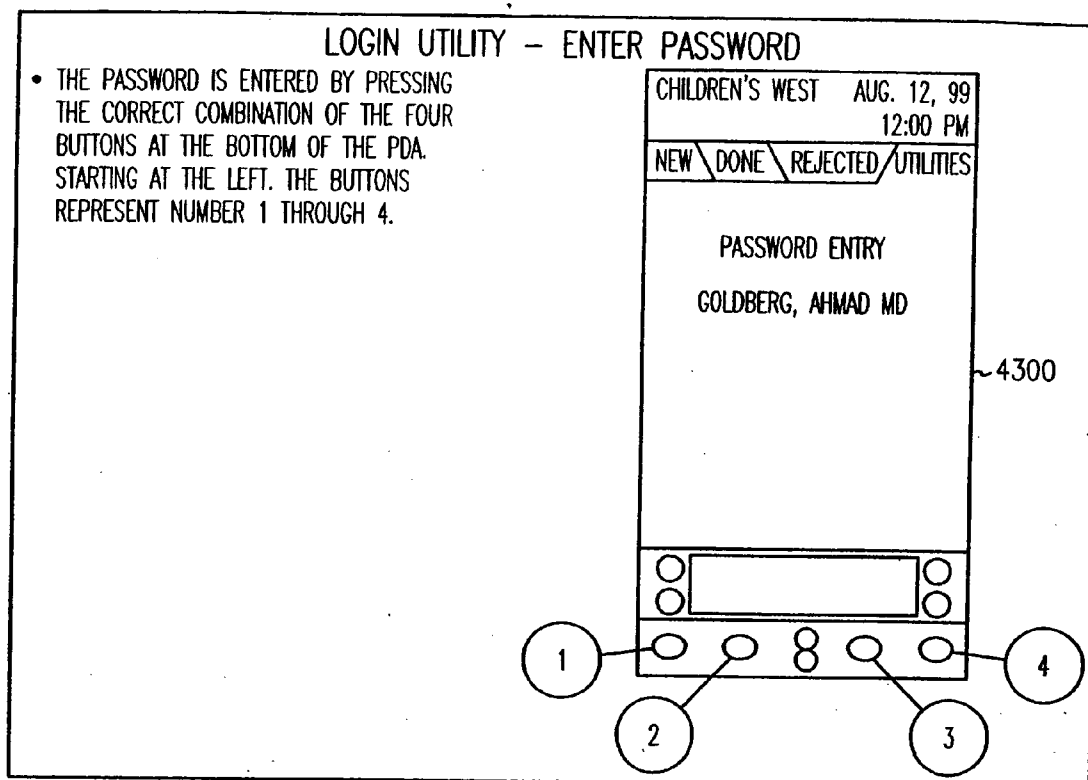 LOGIN UTILITY – ENTER PASSWORD
• THE PASSWORD IS ENTERED BY PRESSING
THE CORRECT COMBINATION OF THE FOUR
BUTTONS AT THE BOTTOM OF THE PDA.
STARTING AT THE LEFT. THE BUTTONS
REPRESENT NUMBER 1 THROUGH 4.
CHILDREN'S WEST AUG. 12, 99
12:00 PM
NEW DONE REJECTED UTILITIES
PASSWORD ENTRY
GOLDBERG, AHMAD MD
4300
1
2
3
4